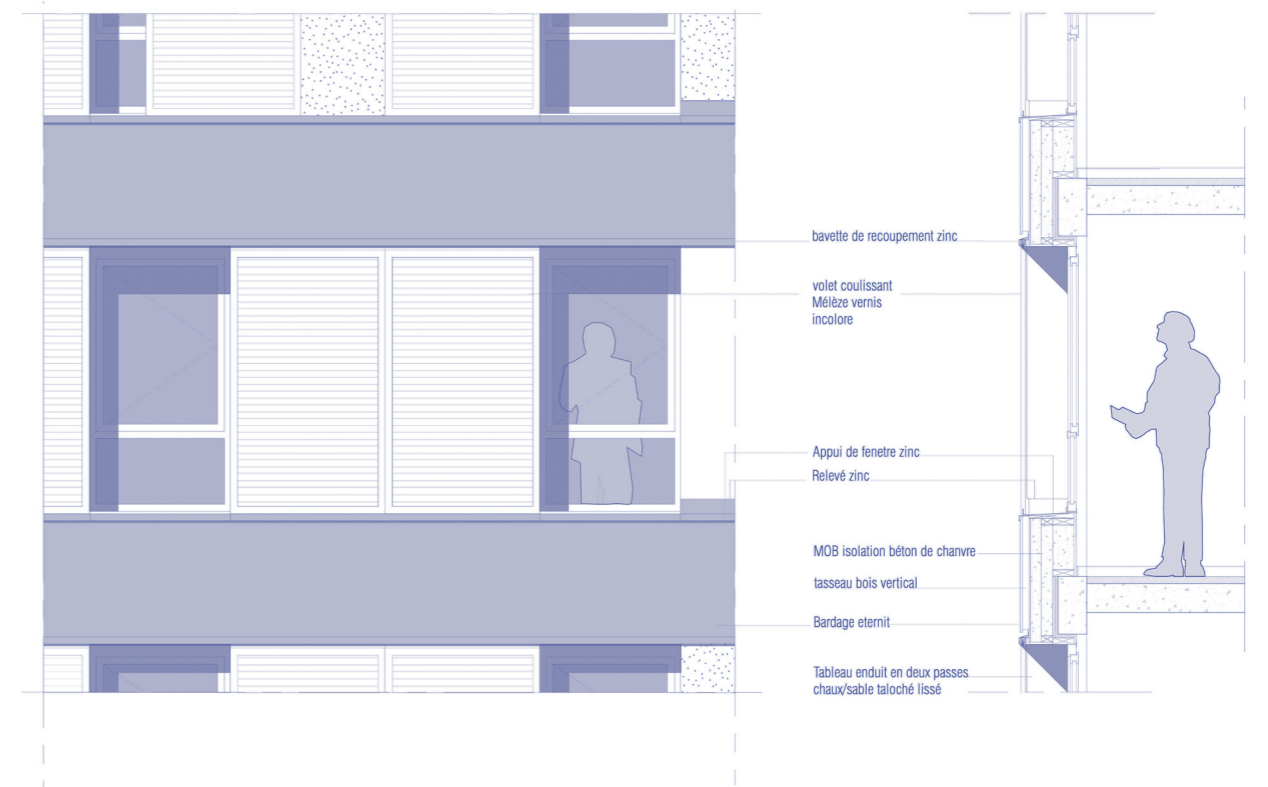 bavette de recoupement zinc
volet coulissant
Mélèze vernis
incolore
Appui de fenetre zinc
Relevé zinc
MOB isolation béton de chanvre
tasseau bois vertical
Bardage eternit
Tableau enduit en deux passes
chaux/sable taloché lissé